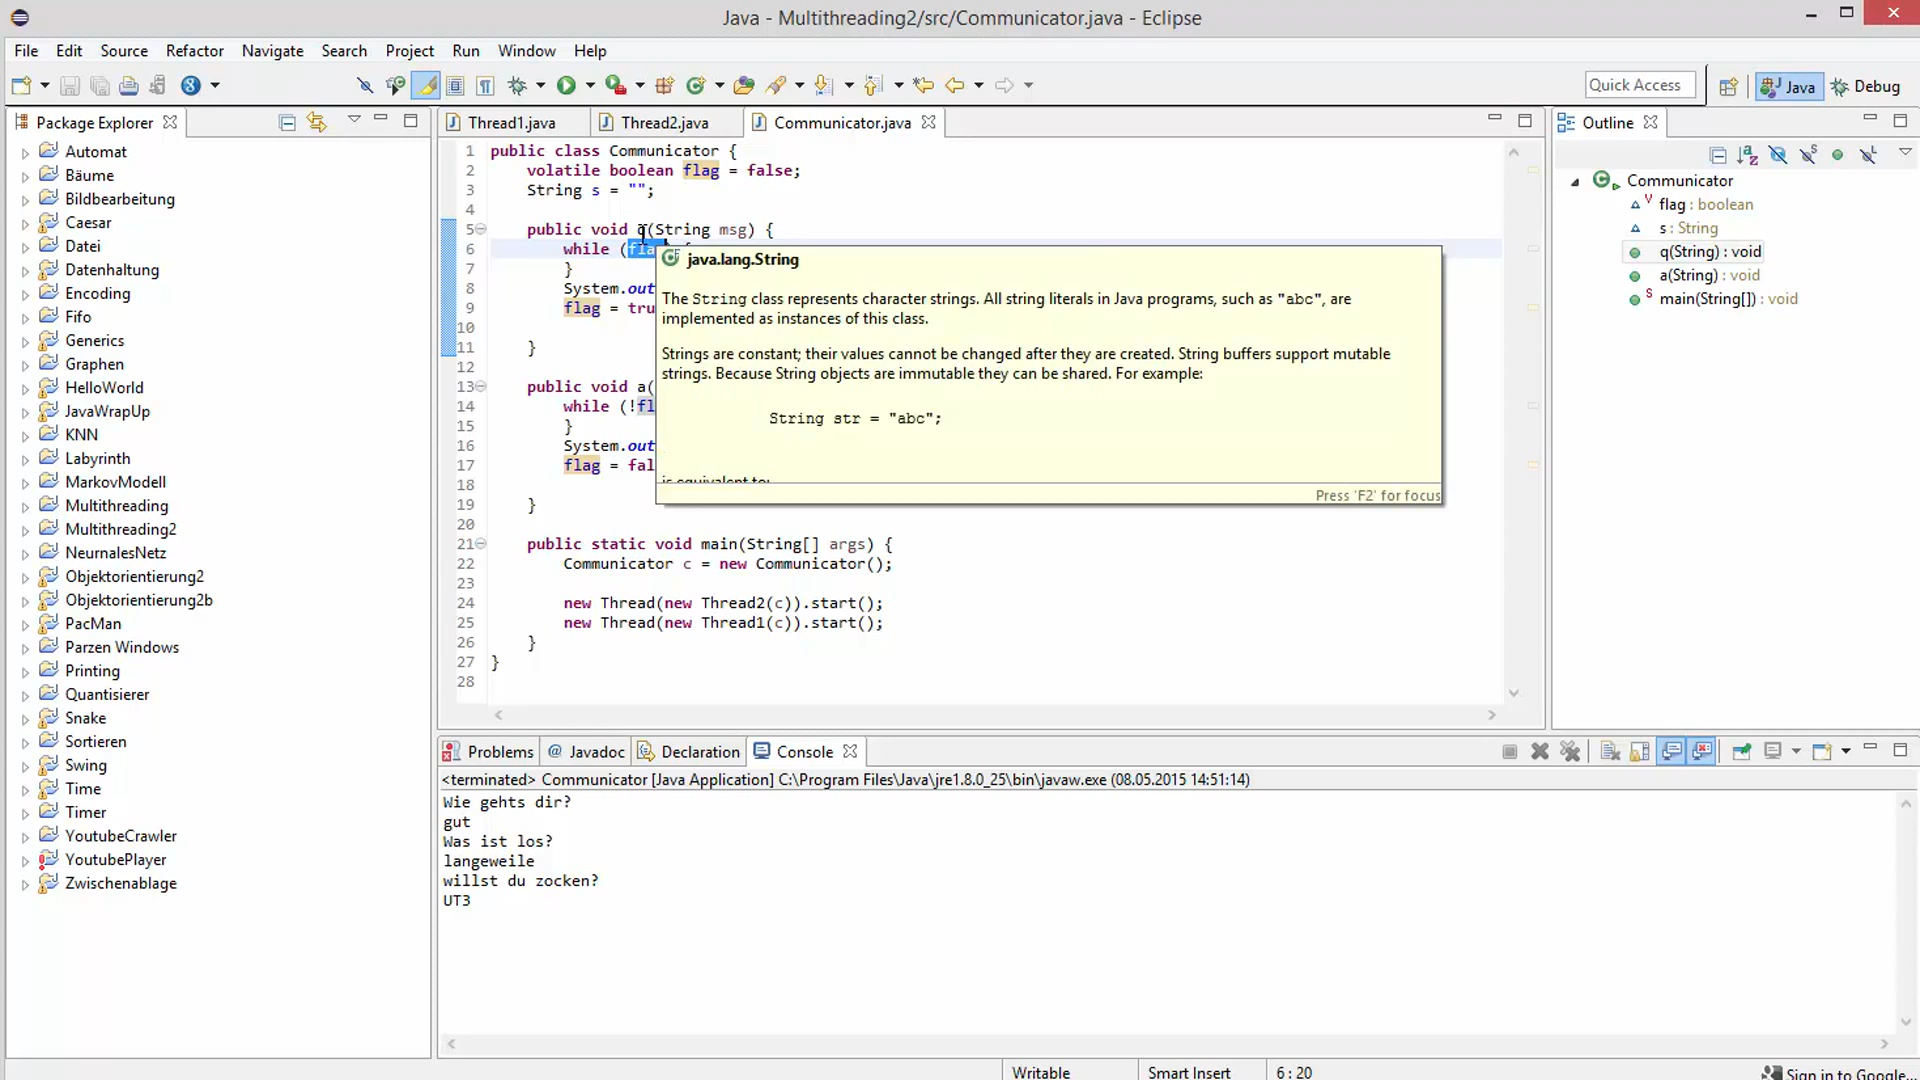 Java - Multithreading2/src/Communicator.java - Eclipse
File Edit Source Refactor Navigate Search Project Run Window Help
Quick Access
Java
Debug
Package Explorer
Automat
Bäume
Bildbearbeitung
Caesar
Datei
Datenhaltung
Encoding
Fifo
Generics
Graphen
HelloWorld
JavaWrapUp
KNN
Labyrinth
MarkovModell
Multithreading
Multithreading2
NeurnalesNetz
Objektorientierung2
Objektorientierung2b
PacMan
Parzen Windows
Printing
Quantisierer
Snake
Sortieren
Swing
Time
Timer
YoutubeCrawler
YoutubePlayer
Zwischenablage
Thread1.java
Thread2.java
Communicator.java
1 public class Communicator {
2 volatile boolean flag = false;
3 String s = "";
4
5 public void q(String msg) {
6 while (fla
7 }
8 System.out
9 flag = tru
10
11 }
12
13 public void a(
14 while (!fl
15 }
16 System.out
17 flag = fal
18
19 }
20
21 public static void main(String[] args) {
22 Communicator c = new Communicator();
23
24 new Thread(new Thread2(c)).start();
25 new Thread(new Thread1(c)).start();
26 }
27 }
28
java.lang.String
The String class represents character strings. All string literals in Java programs, such as "abc", are
implemented as instances of this class.
Strings are constant; their values cannot be changed after they are created. String buffers support mutable
strings. Because String objects are immutable they can be shared. For example:
String str = "abc";
is equivalent to:
Press 'F2' for focus
Outline
Communicator
flag : boolean
s : String
q(String) : void
a(String) : void
main(String[]) : void
Problems
@ Javadoc
Declaration
Console
<terminated> Communicator [Java Application] C:\Program Files\Java\jre1.8.0_25\bin\javaw.exe (08.05.2015 14:51:14)
Wie gehts dir?
gut
Was ist los?
langeweile
willst du zocken?
UT3
Writable
Smart Insert
6 : 20
Sign in to Google...